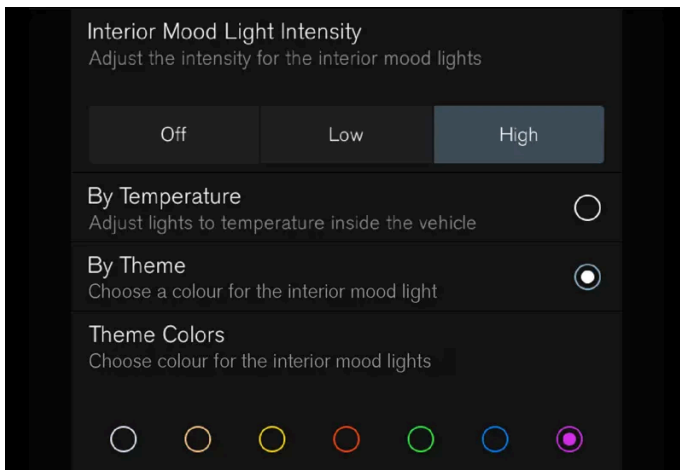 Interior Mood Light Intensity
Adjust the intensity for the interior mood lights
Off Low High
By Temperature
Adjust lights to temperature inside the vehicle
By Theme
Choose a colour for the interior mood light
Theme Colors
Choose colour for the interior mood lights